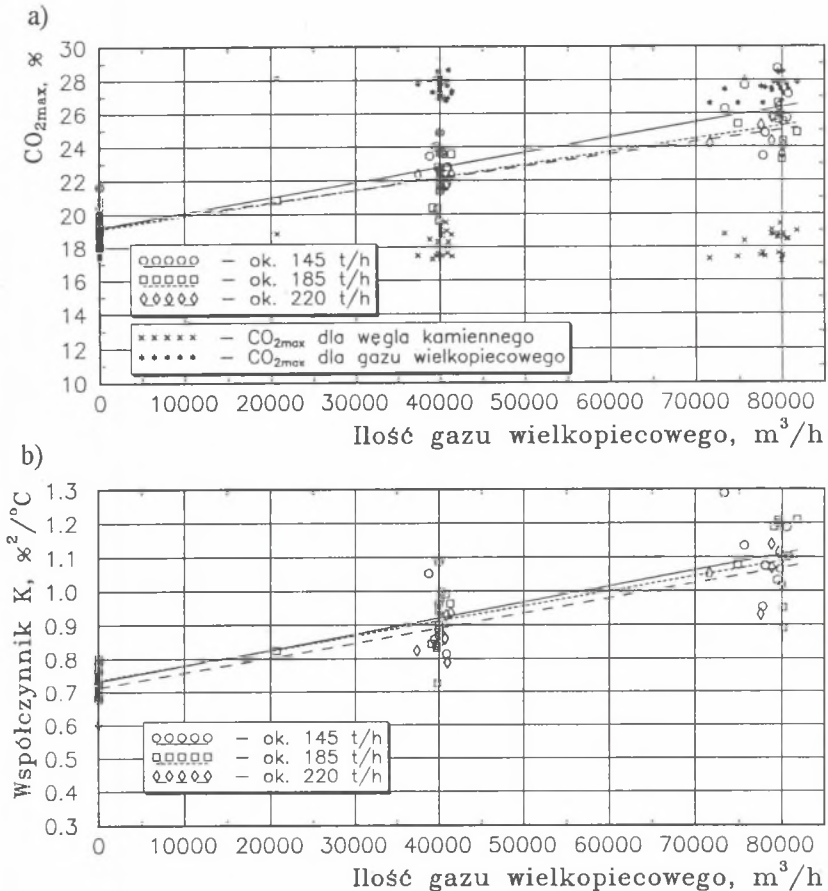 a)
CO2max, %
30
28
26
24
22
20
18
16
14
12
10
— ok. 145 t/h
— ok. 185 t/h
— ok. 220 t/h
— CO2max dla węgla kamiennego
— CO2max dla gazu wielkopiecowego
0 10000 20000 30000 40000 50000 60000 70000 80000
Ilość gazu wielkopiecowego, m³/h
b)
Współczynnik K, %²/°C
1.3
1.2
1.1
1.0
0.9
0.8
0.7
0.6
0.5
0.4
0.3
— ok. 145 t/h
— ok. 185 t/h
— ok. 220 t/h
0 10000 20000 30000 40000 50000 60000 70000 80000
Ilość gazu wielkopiecowego, m³/h